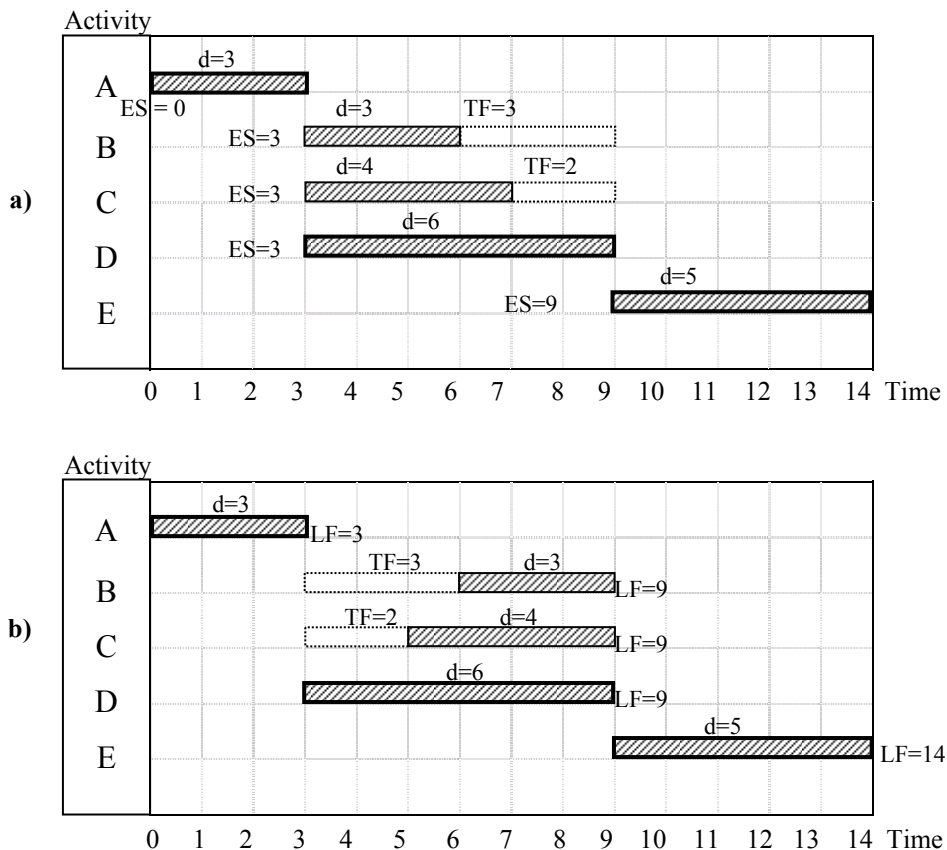 Activity
a)
d=3
A
ES = 0
d=3 TF=3
B ES=3
d=4 TF=2
C ES=3
d=6
D ES=3
d=5
E ES=9
0 1 2 3 4 5 6 7 8 9 10 11 12 13 14 Time
Activity
b)
d=3
A LF=3
TF=3 d=3
B LF=9
TF=2 d=4
C LF=9
d=6
D LF=9
d=5
E LF=14
0 1 2 3 4 5 6 7 8 9 10 11 12 13 14 Time